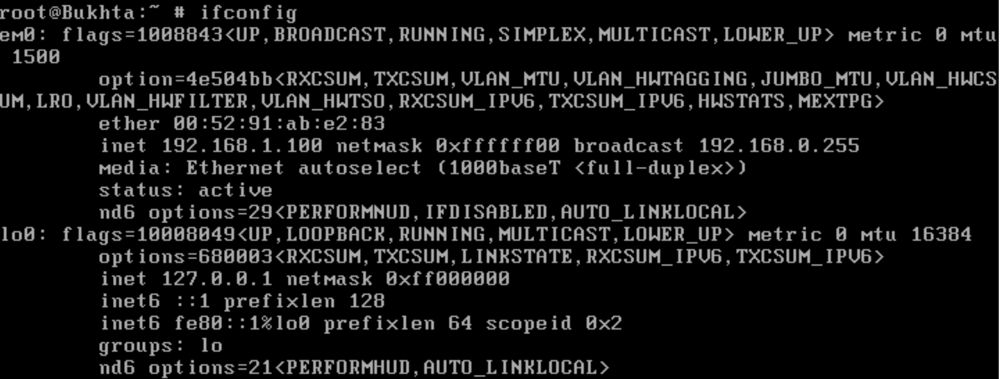 root@Bukhta:~ # ifconfig
em0: flags=1008843<UP,BROADCAST,RUNNING,SIMPLEX,MULTICAST,LOWER_UP> metric 0 mtu
 1500
        option=4e504bb<RXCSUM,TXCSUM,VLAN_MTU,VLAN_HWTAGGING,JUMBO_MTU,VLAN_HWCS
UM,LRO,VLAN_HWFILTER,VLAN_HWTSO,RXCSUM_IPV6,TXCSUM_IPV6,HWSTATS,MEXTPG>
        ether 00:52:91:ab:e2:83
        inet 192.168.1.100 netmask 0xffffff00 broadcast 192.168.0.255
        media: Ethernet autoselect (1000baseT <full-duplex>)
        status: active
        nd6 options=29<PERFORMNUD,IFDISABLED,AUTO_LINKLOCAL>
lo0: flags=10008049<UP,LOOPBACK,RUNNING,MULTICAST,LOWER_UP> metric 0 mtu 16384
        options=680003<RXCSUM,TXCSUM,LINKSTATE,RXCSUM_IPV6,TXCSUM_IPV6>
        inet 127.0.0.1 netmask 0xff000000
        inet6 ::1 prefixlen 128
        inet6 fe80::1%lo0 prefixlen 64 scopeid 0x2
        groups: lo
        nd6 options=21<PERFORMHUD,AUTO_LINKLOCAL>